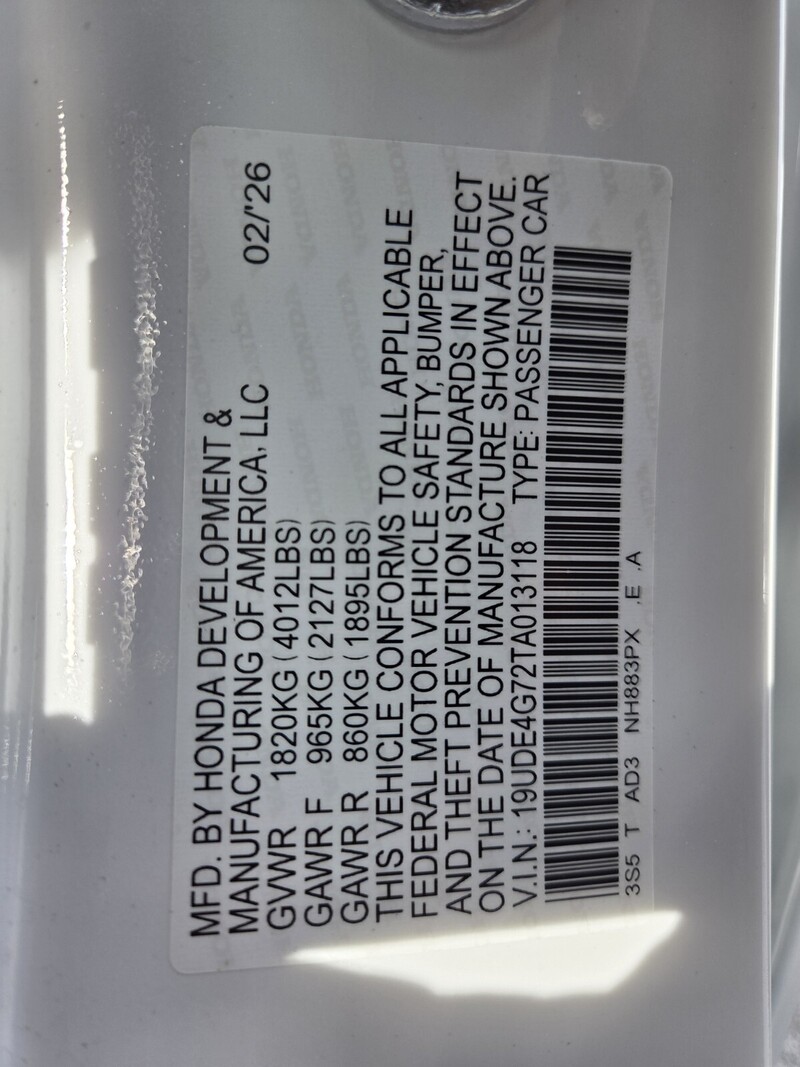 MFD. BY HONDA DEVELOPMENT &
MANUFACTURING OF AMERICA, LLC 02/'26
GVWR 1820KG (4012LBS)
GAWR F 965KG (2127LBS)
GAWR R 860KG (1895LBS)
THIS VEHICLE CONFORMS TO ALL APPLICABLE
FEDERAL MOTOR VEHICLE SAFETY, BUMPER,
AND THEFT PREVENTION STANDARDS IN EFFECT
ON THE DATE OF MANUFACTURE SHOWN ABOVE.
V.I.N.: 19UDE4G72TA013118 TYPE: PASSENGER CAR
3S5 T AD3 NH883PX .E .A